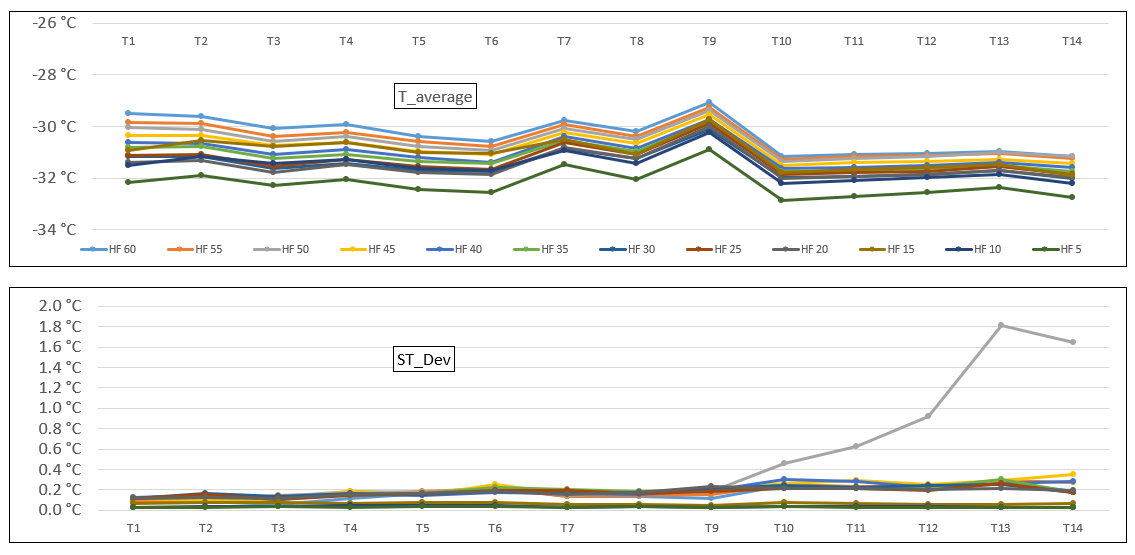 -26 °C
T1 T2 T3 T4 T5 T6 T7 T8 T9 T10 T11 T12 T13 T14
-28 °C
T_average
-30 °C
-32 °C
-34 °C
HF 60 HF 55 HF 50 HF 45 HF 40 HF 35 HF 30 HF 25 HF 20 HF 15 HF 10 HF 5
2.0 °C
1.8 °C
1.6 °C
ST_Dev
1.4 °C
1.2 °C
1.0 °C
0.8 °C
0.6 °C
0.4 °C
0.2 °C
0.0 °C
T1 T2 T3 T4 T5 T6 T7 T8 T9 T10 T11 T12 T13 T14